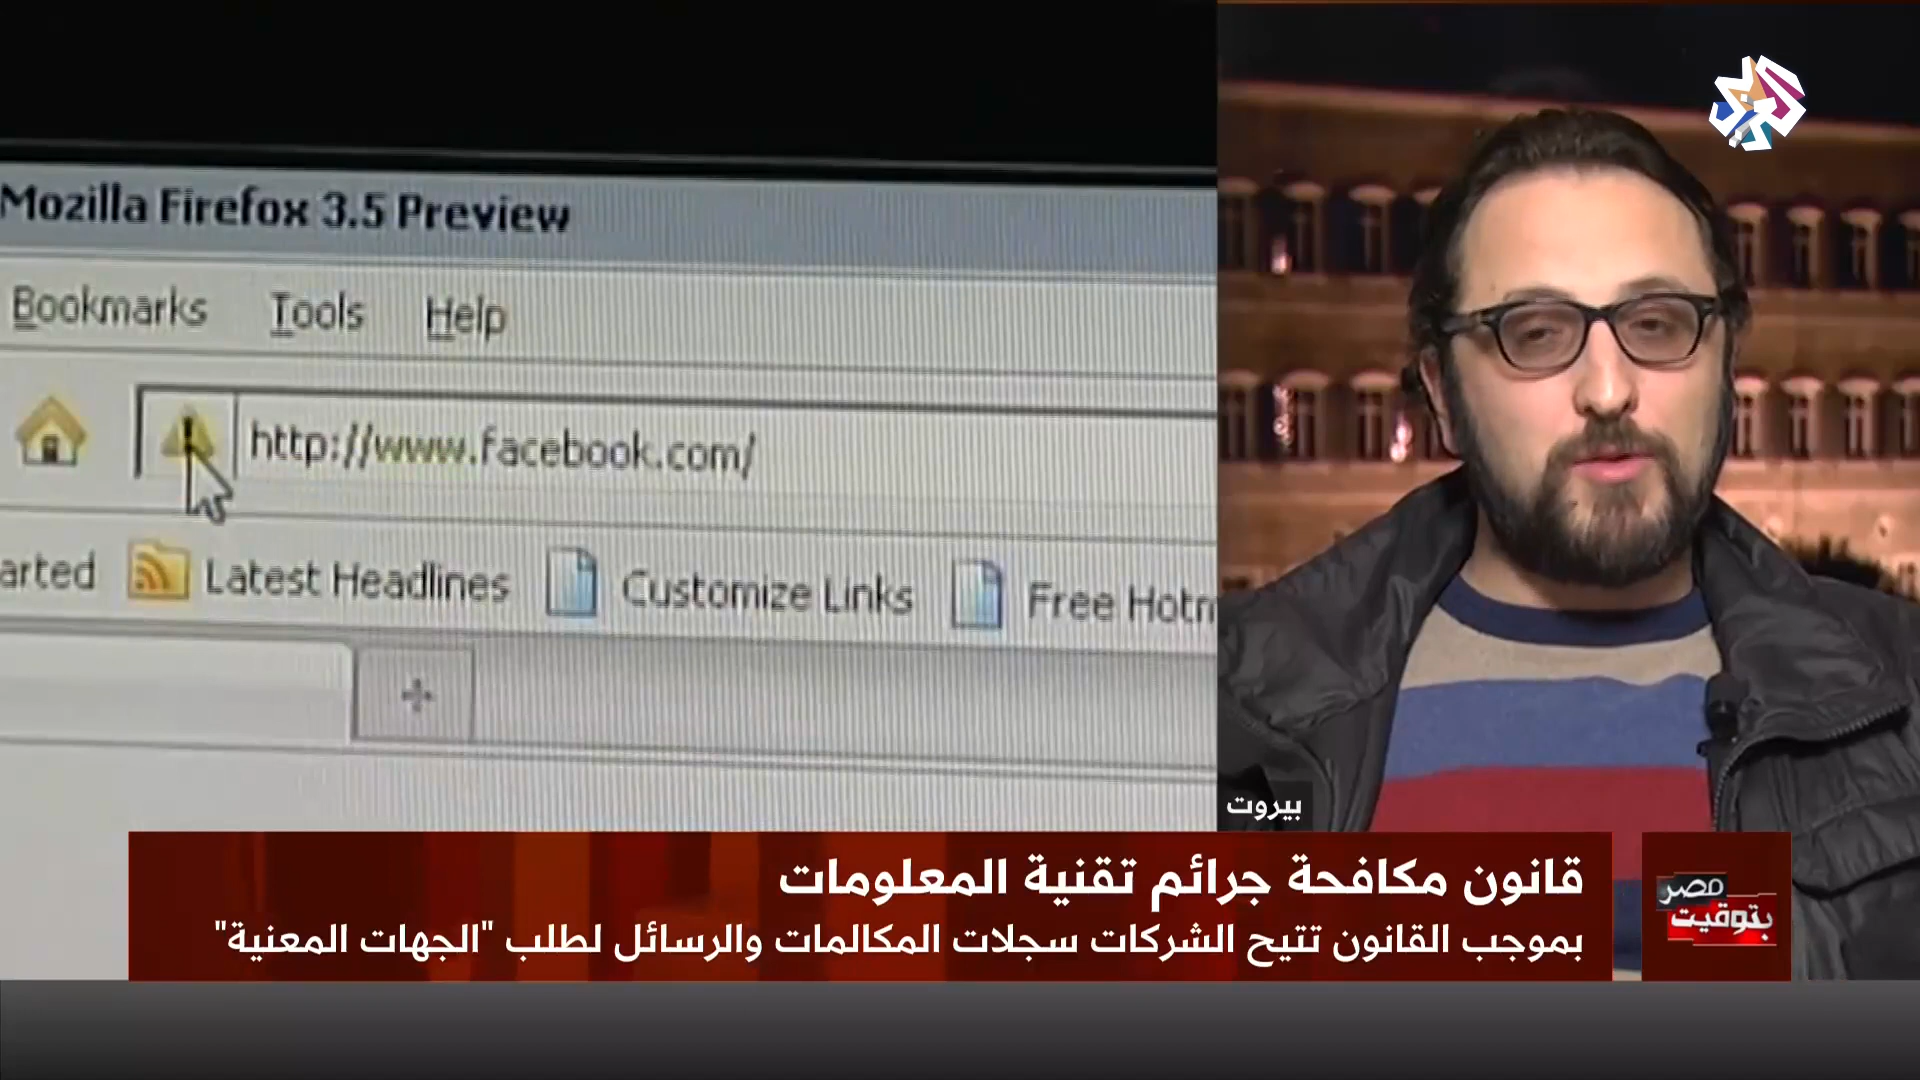 Mozilla Firefox 3.5 Preview
Bookmarks Tools Help
http://www.facebook.com/
arted Latest Headlines Customize Links Free Hotm
+
بيروت
قانون مكافحة جرائم تقنية المعلومات
بموجب القانون تتيح الشركات سجلات المكالمات والرسائل لطلب "الجهات المعنية"
مصر
بتوقيت